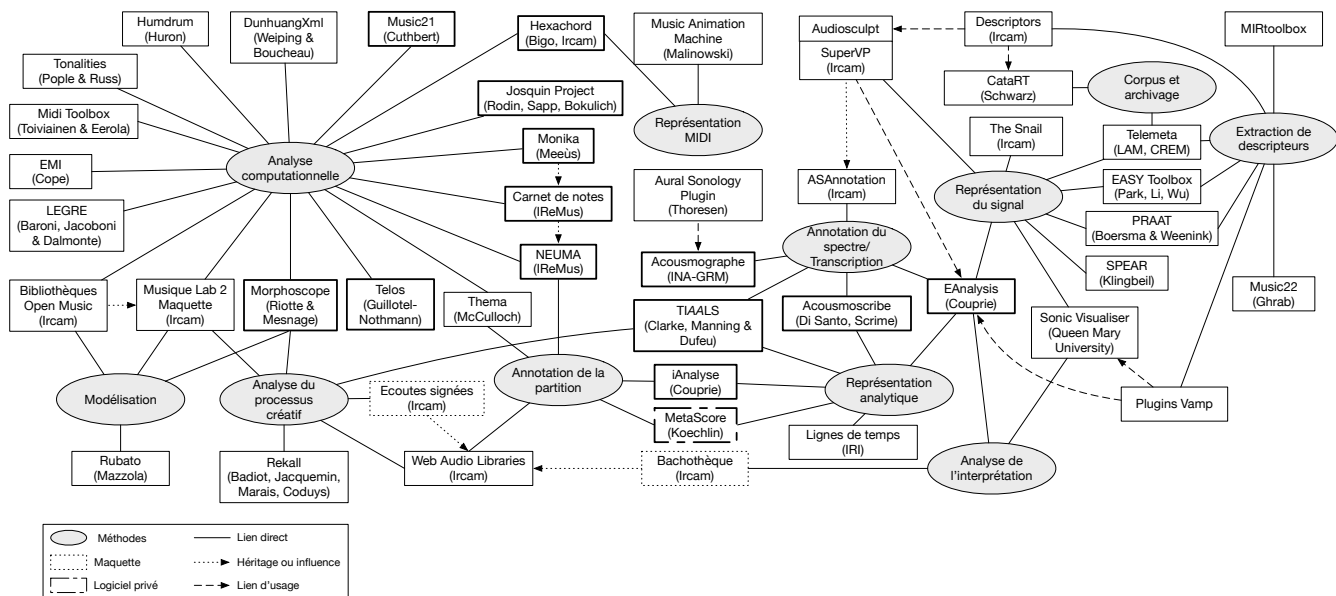 Humdrum
(Huron)
DunhuangXml
(Weiping &
Boucheau)
Music21
(Cuthbert)
Hexachord
(Bigo, Ircam)
Music Animation
Machine
(Malinowski)
Audiosculpt
SuperVP
(Ircam)
Descriptors
(Ircam)
MIRtoolbox
Tonalities
(Pople & Russ)
Josquin Project
(Rodin, Sapp, Bokulich)
CataRT
(Schwarz)
Corpus et
archivage
Midi Toolbox
(Toiviainen & Eerola)
Monika
(Meeùs)
Représentation
MIDI
The Snail
(Ircam)
Telemeta
(LAM, CREM)
Extraction de
descripteurs
EMI
(Cope)
Analyse
computationnelle
Carnet de notes
(IReMus)
Aural Sonology
Plugin
(Thoresen)
ASAnnotation
(Ircam)
Représentation
du signal
EASY Toolbox
(Park, Li, Wu)
LEGRE
(Baroni, Jacoboni
& Dalmonte)
NEUMA
(IReMus)
Annotation du
spectre/
Transcription
PRAAT
(Boersma & Weenink)
Acousmographe
(INA-GRM)
SPEAR
(Klingbeil)
Bibliothèques
Open Music
(Ircam)
Musique Lab 2
Maquette
(Ircam)
Morphoscope
(Riotte &
Mesnage)
Telos
(Guillotel-
Nothmann)
Thema
(McCulloch)
TIAALS
(Clarke, Manning &
Dufeu)
Acousmoscribe
(Di Santo, Scrime)
EAnalysis
(Couprie)
Sonic Visualiser
(Queen Mary
University)
Music22
(Ghrab)
Modélisation
Analyse du
processus
créatif
Ecoutes signées
(Ircam)
Annotation de la
partition
iAnalyse
(Couprie)
Représentation
analytique
Plugins Vamp
MetaScore
(Koechlin)
Lignes de temps
(IRI)
Rubato
(Mazzola)
Rekall
(Badiot, Jacquemin,
Marais, Coduys)
Web Audio Libraries
(Ircam)
Bachothèque
(Ircam)
Analyse de
l'interprétation
Méthodes
Lien direct
Maquette
Héritage ou influence
Logiciel privé
Lien d'usage